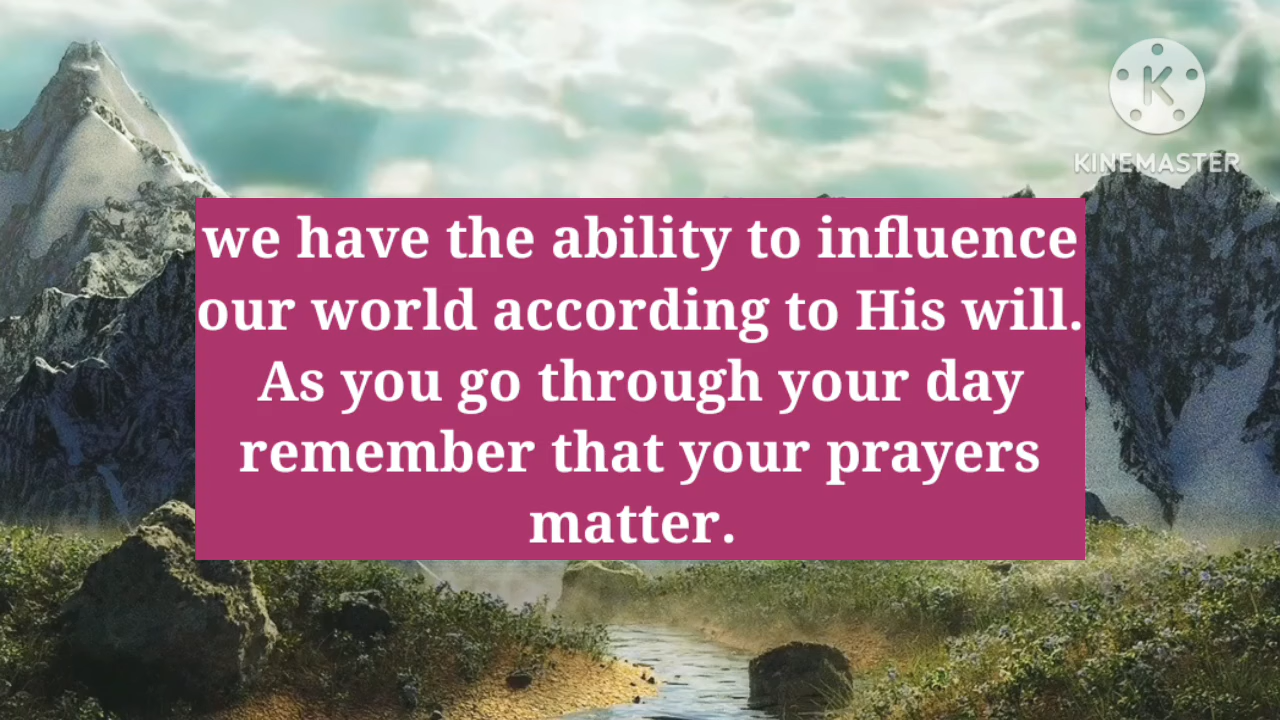 K
KINEMASTER
we have the ability to influence
our world according to His will.
As you go through your day
remember that your prayers
matter.